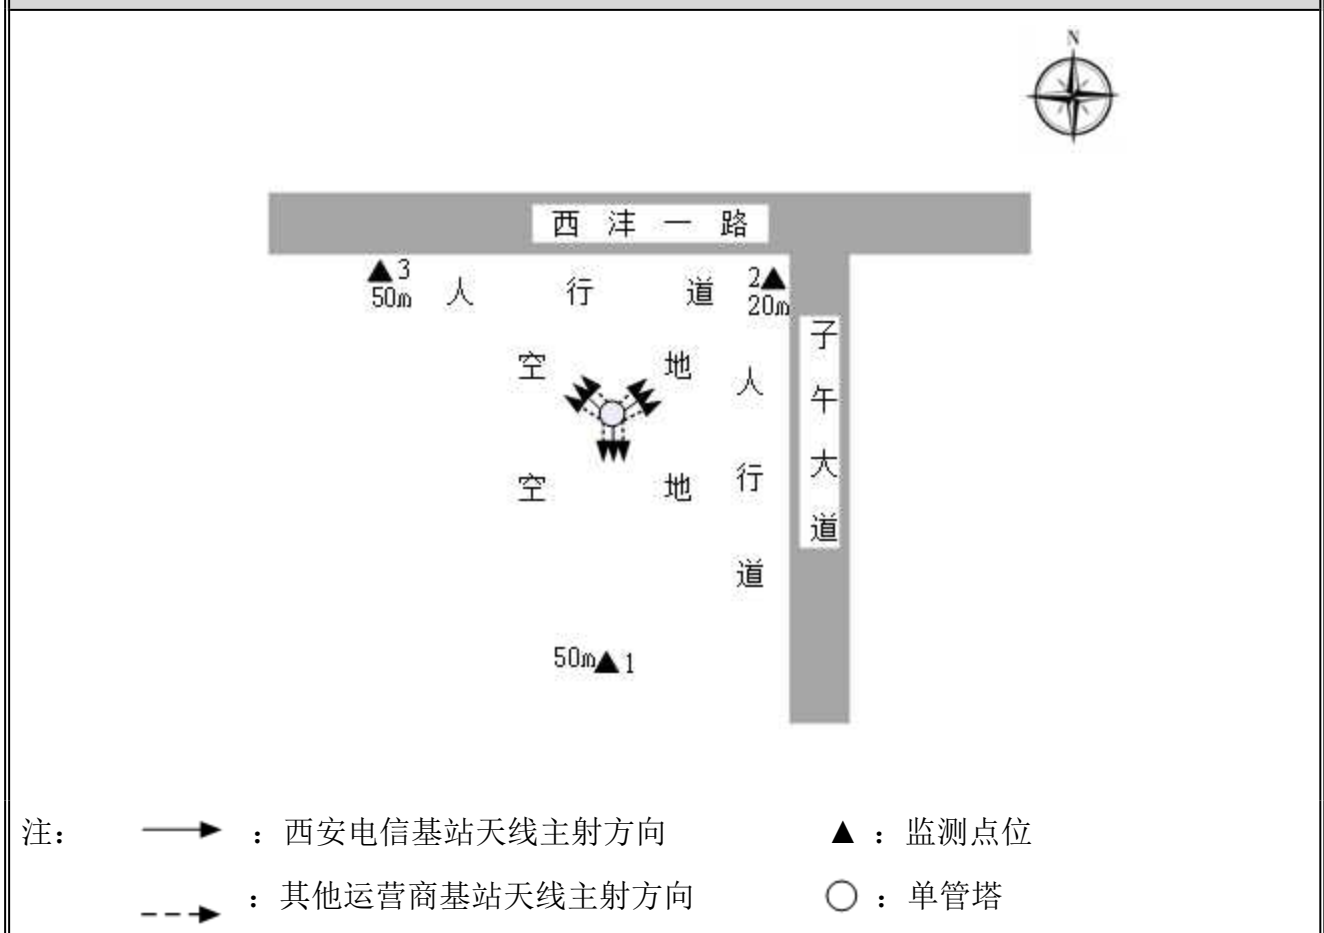 N
西沣一路
▲3
50m
人行道
2▲
20m
子午大道
空地
人行道
空地
50m▲1
注： ：西安电信基站天线主射方向 ▲：监测点位
：其他运营商基站天线主射方向 ○：单管塔